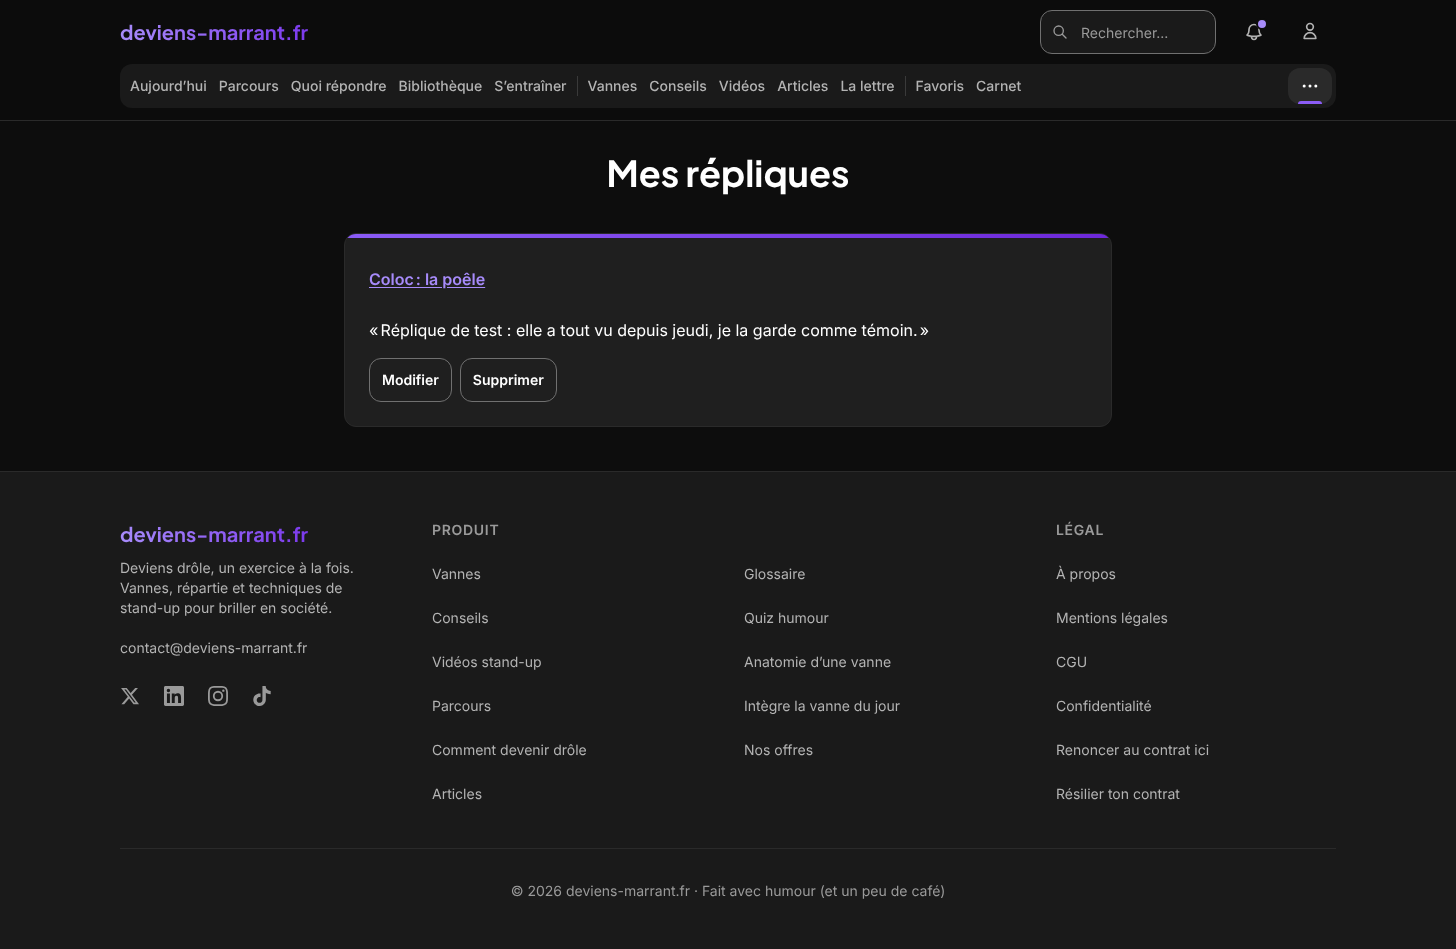 deviens-marrant.fr
Rechercher...
Aujourd’hui Parcours Quoi répondre Bibliothèque S’entraîner Vannes Conseils Vidéos Articles La lettre Favoris Carnet
Mes répliques
Coloc : la poêle
« Réplique de test : elle a tout vu depuis jeudi, je la garde comme témoin. »
Modifier Supprimer
deviens-marrant.fr
Deviens drôle, un exercice à la fois.
Vannes, répartie et techniques de
stand-up pour briller en société.
contact@deviens-marrant.fr
PRODUIT
Vannes
Conseils
Vidéos stand-up
Parcours
Comment devenir drôle
Articles
Glossaire
Quiz humour
Anatomie d’une vanne
Intègre la vanne du jour
Nos offres
LÉGAL
À propos
Mentions légales
CGU
Confidentialité
Renoncer au contrat ici
Résilier ton contrat
© 2026 deviens-marrant.fr · Fait avec humour (et un peu de café)